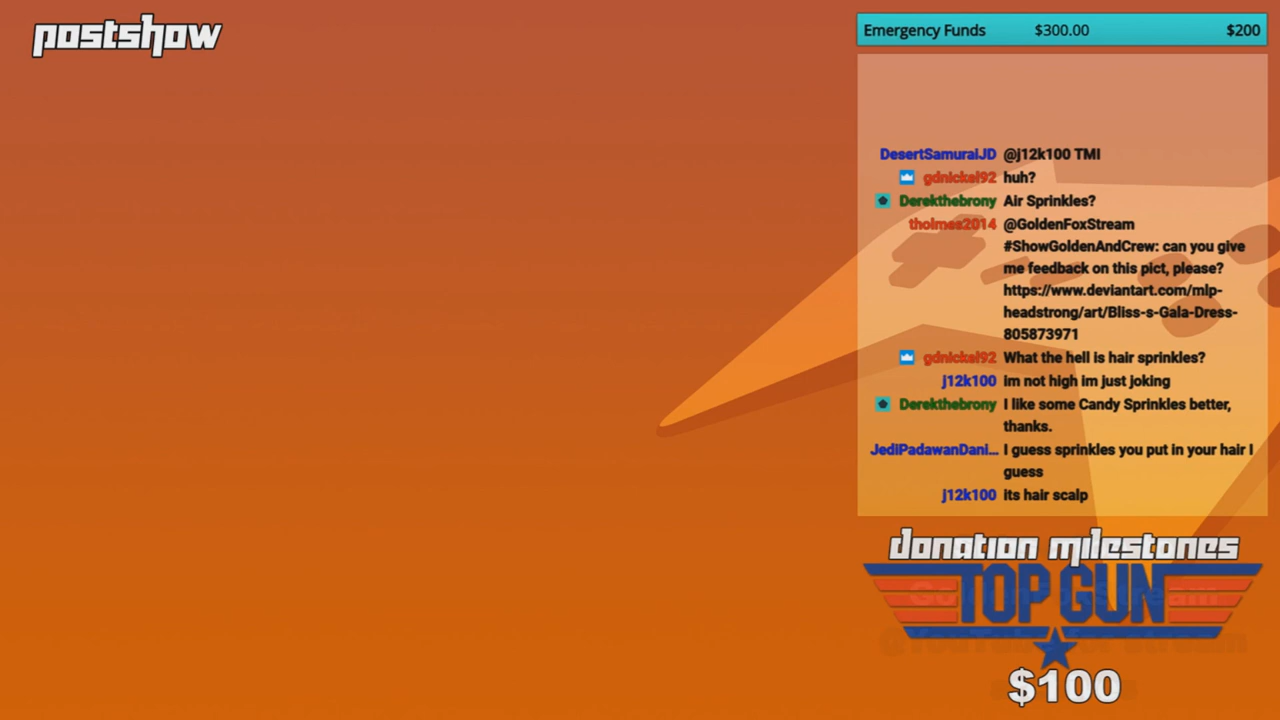 postshow
Emergency Funds $300.00 $200
DesertSamuraiJD @j12k100 TMI
gdnickel92 huh?
Derekthebrony Air Sprinkles?
tholmes2014 @GoldenFoxStream
#ShowGoldenAndCrew: can you give
me feedback on this pict, please?
https://www.deviantart.com/mlp-
headstrong/art/Bliss-s-Gala-Dress-
805873971
gdnickel92 What the hell is hair sprinkles?
j12k100 im not high im just joking
Derekthebrony I like some Candy Sprinkles better,
thanks.
JediPadawanDani... I guess sprinkles you put in your hair I
guess
j12k100 its hair scalp
donation milestones
TOP GUN
$100